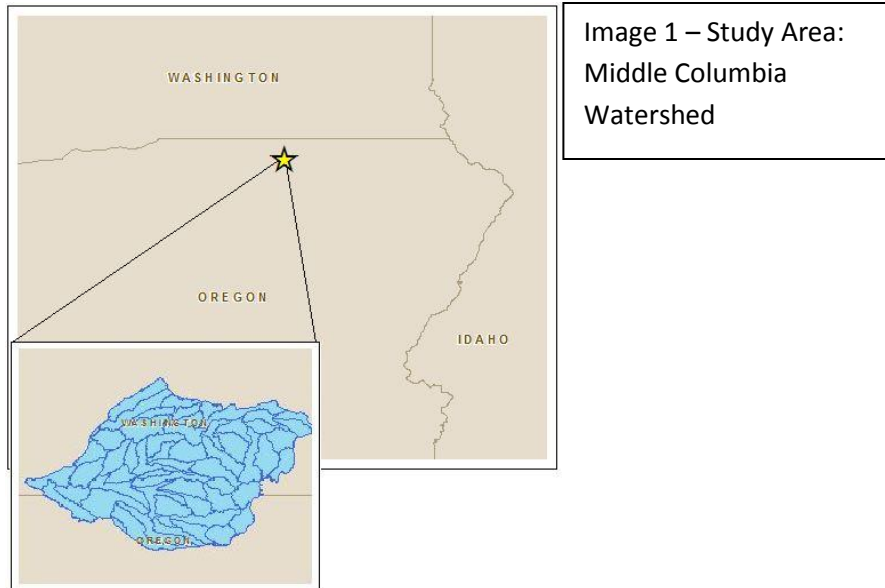 Image 1 – Study Area:
Middle Columbia
Watershed
WASHINGTON
OREGON
IDAHO
WASHINGTON
OREGON